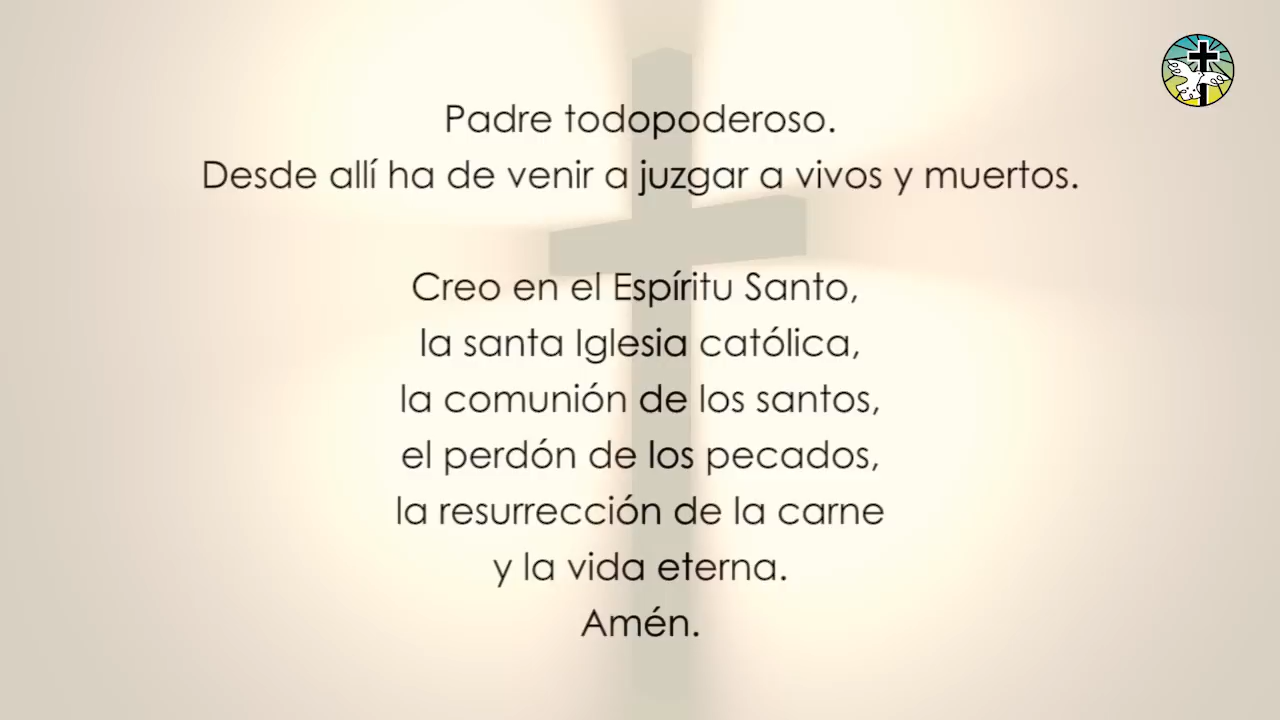 Padre todopoderoso.
Desde allí ha de venir a juzgar a vivos y muertos.
Creo en el Espíritu Santo,
la santa Iglesia católica,
la comunión de los santos,
el perdón de los pecados,
la resurrección de la carne
y la vida eterna.
Amén.